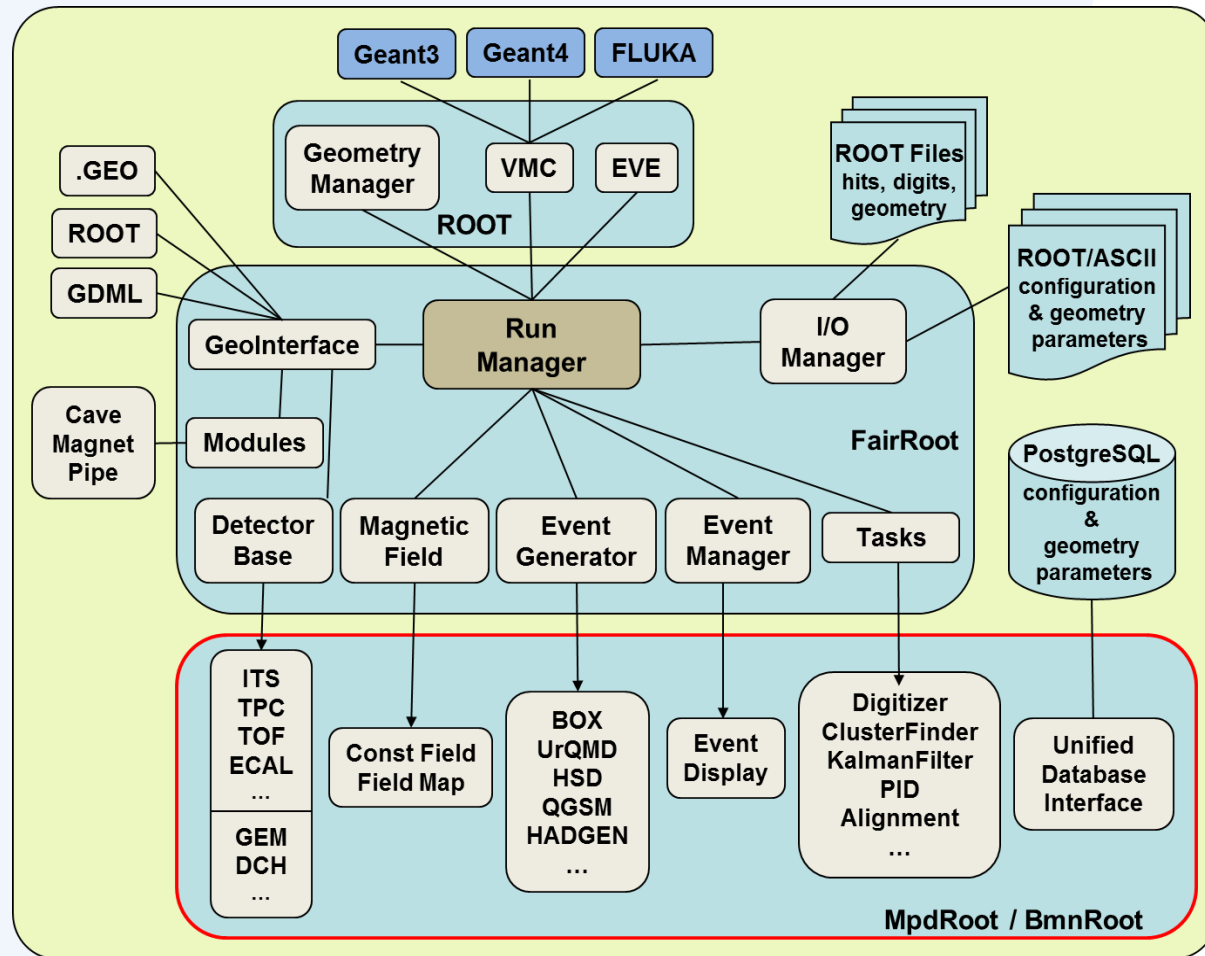 Geant3
Geant4
FLUKA
Geometry
Manager
VMC
EVE
ROOT
ROOT Files
hits, digits,
geometry
.GEO
ROOT
GDML
ROOT/ASCII
configuration
& geometry
parameters
GeoInterface
Run
Manager
I/O
Manager
Cave
Magnet
Pipe
Modules
FairRoot
PostgreSQL
configuration
&
geometry
parameters
Detector
Base
Magnetic
Field
Event
Generator
Event
Manager
Tasks
ITS
TPC
TOF
ECAL
...
GEM
DCH
...
Const Field
Field Map
BOX
UrQMD
HSD
QGSM
HADGEN
...
Event
Display
Digitizer
ClusterFinder
KalmanFilter
PID
Alignment
...
Unified
Database
Interface
MpdRoot / BmnRoot